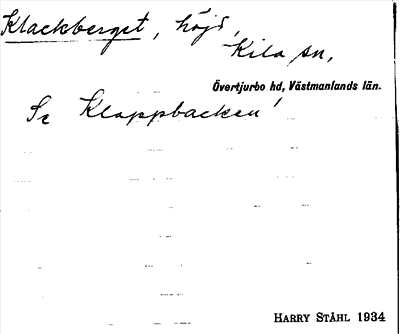 Klackberget, höjd,
Kila sn,
Övertjurbo hd, Västmanlands län.
Se Klappbacken!
HARRY STÅHL 1934